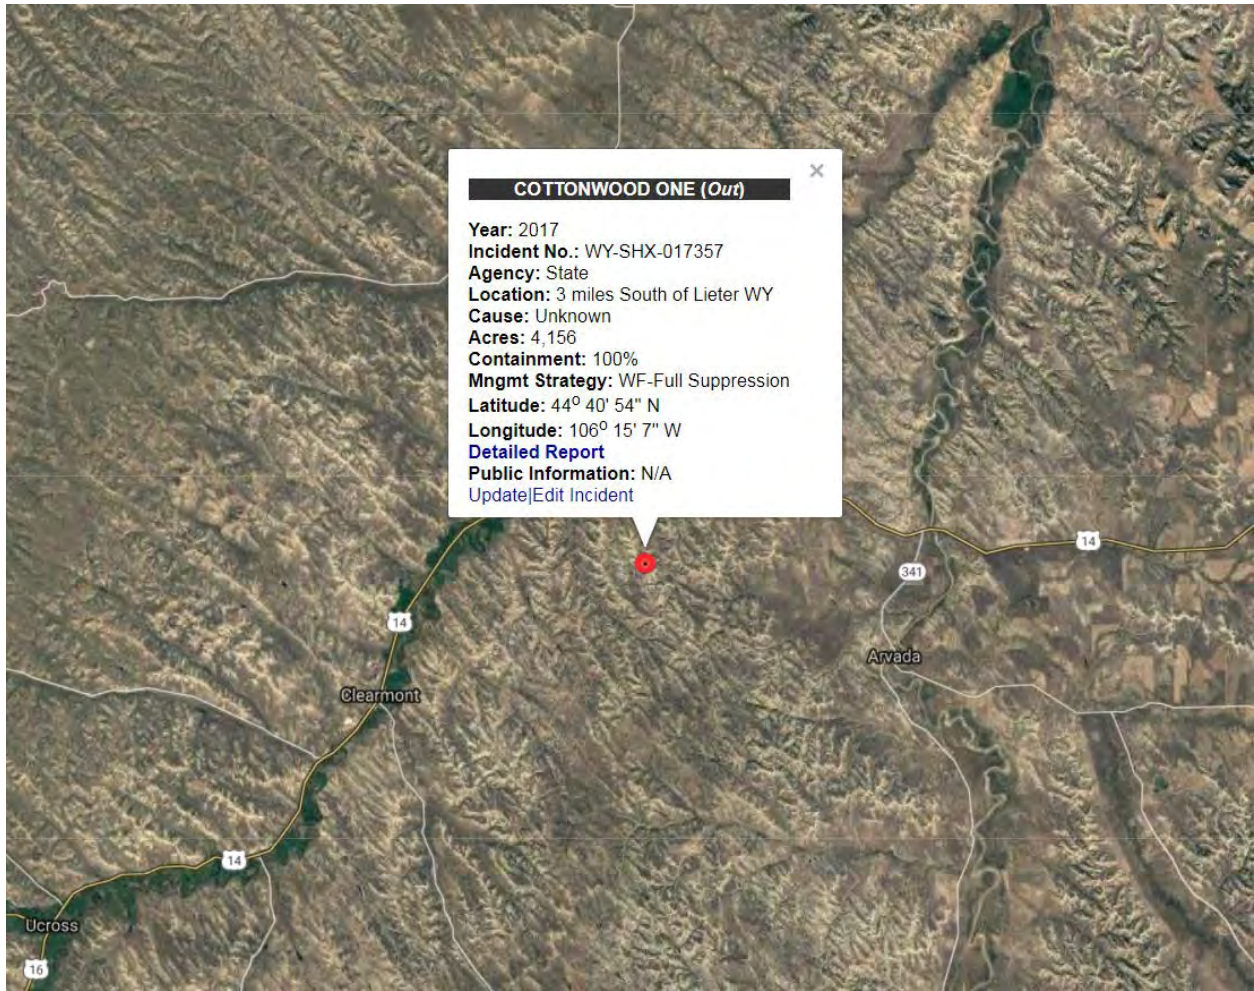 ×
COTTONWOOD ONE (Out)
Year: 2017
Incident No.: WY-SHX-017357
Agency: State
Location: 3 miles South of Lieter WY
Cause: Unknown
Acres: 4,156
Containment: 100%
Mngmt Strategy: WF-Full Suppression
Latitude: 44° 40' 54" N
Longitude: 106° 15' 7" W
Detailed Report
Public Information: N/A
Update|Edit Incident
14
341
14
Arvada
Clearmont
14
Ucross
16